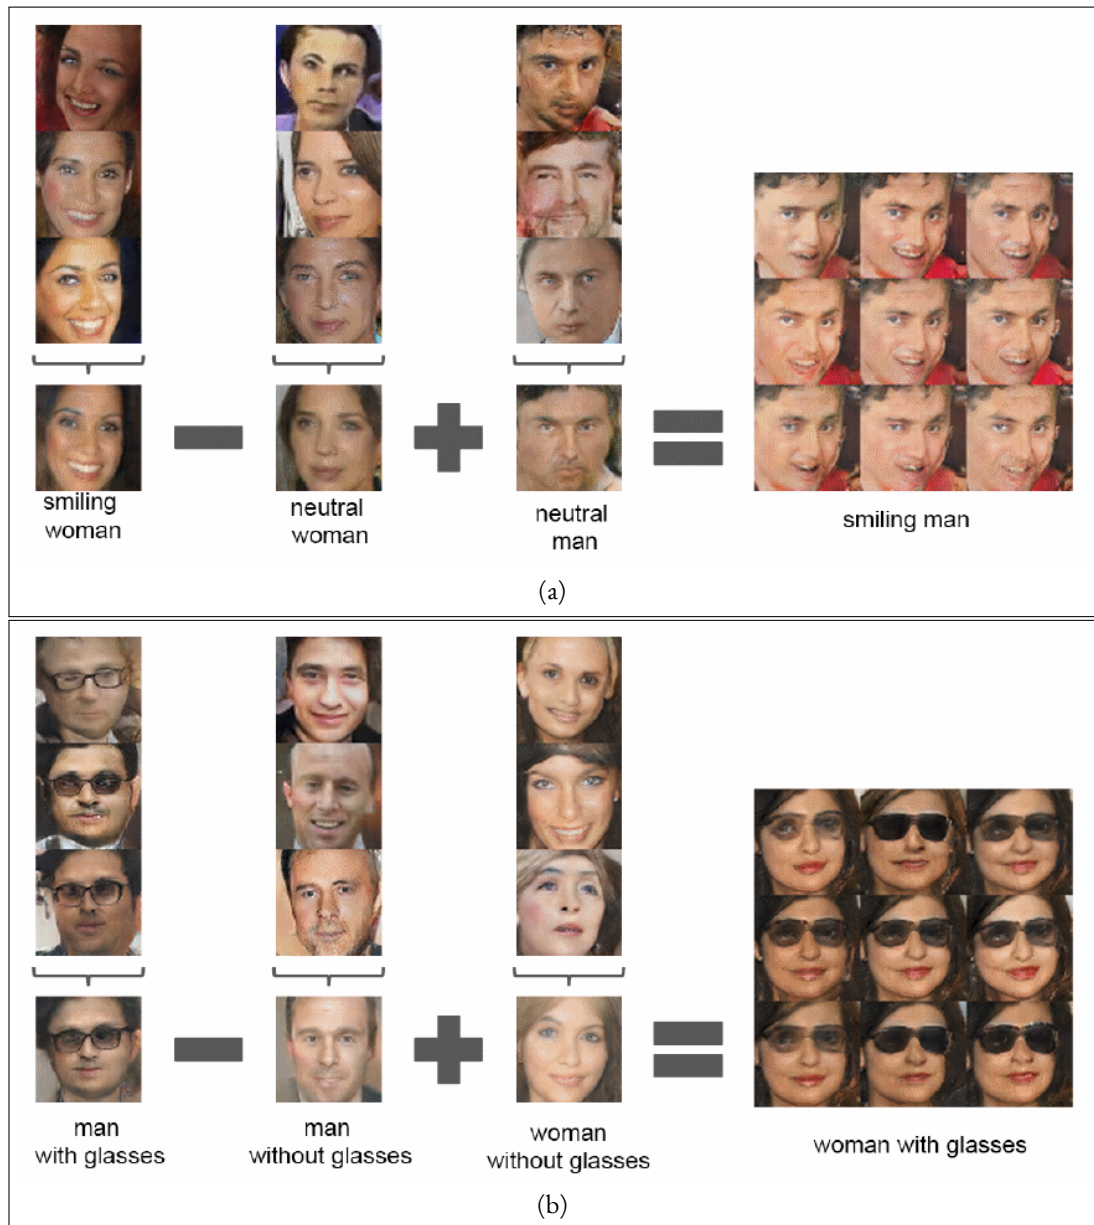 smiling
woman
neutral
woman
neutral
man
smiling man
(a)
man
with glasses
man
without glasses
woman
without glasses
woman with glasses
(b)